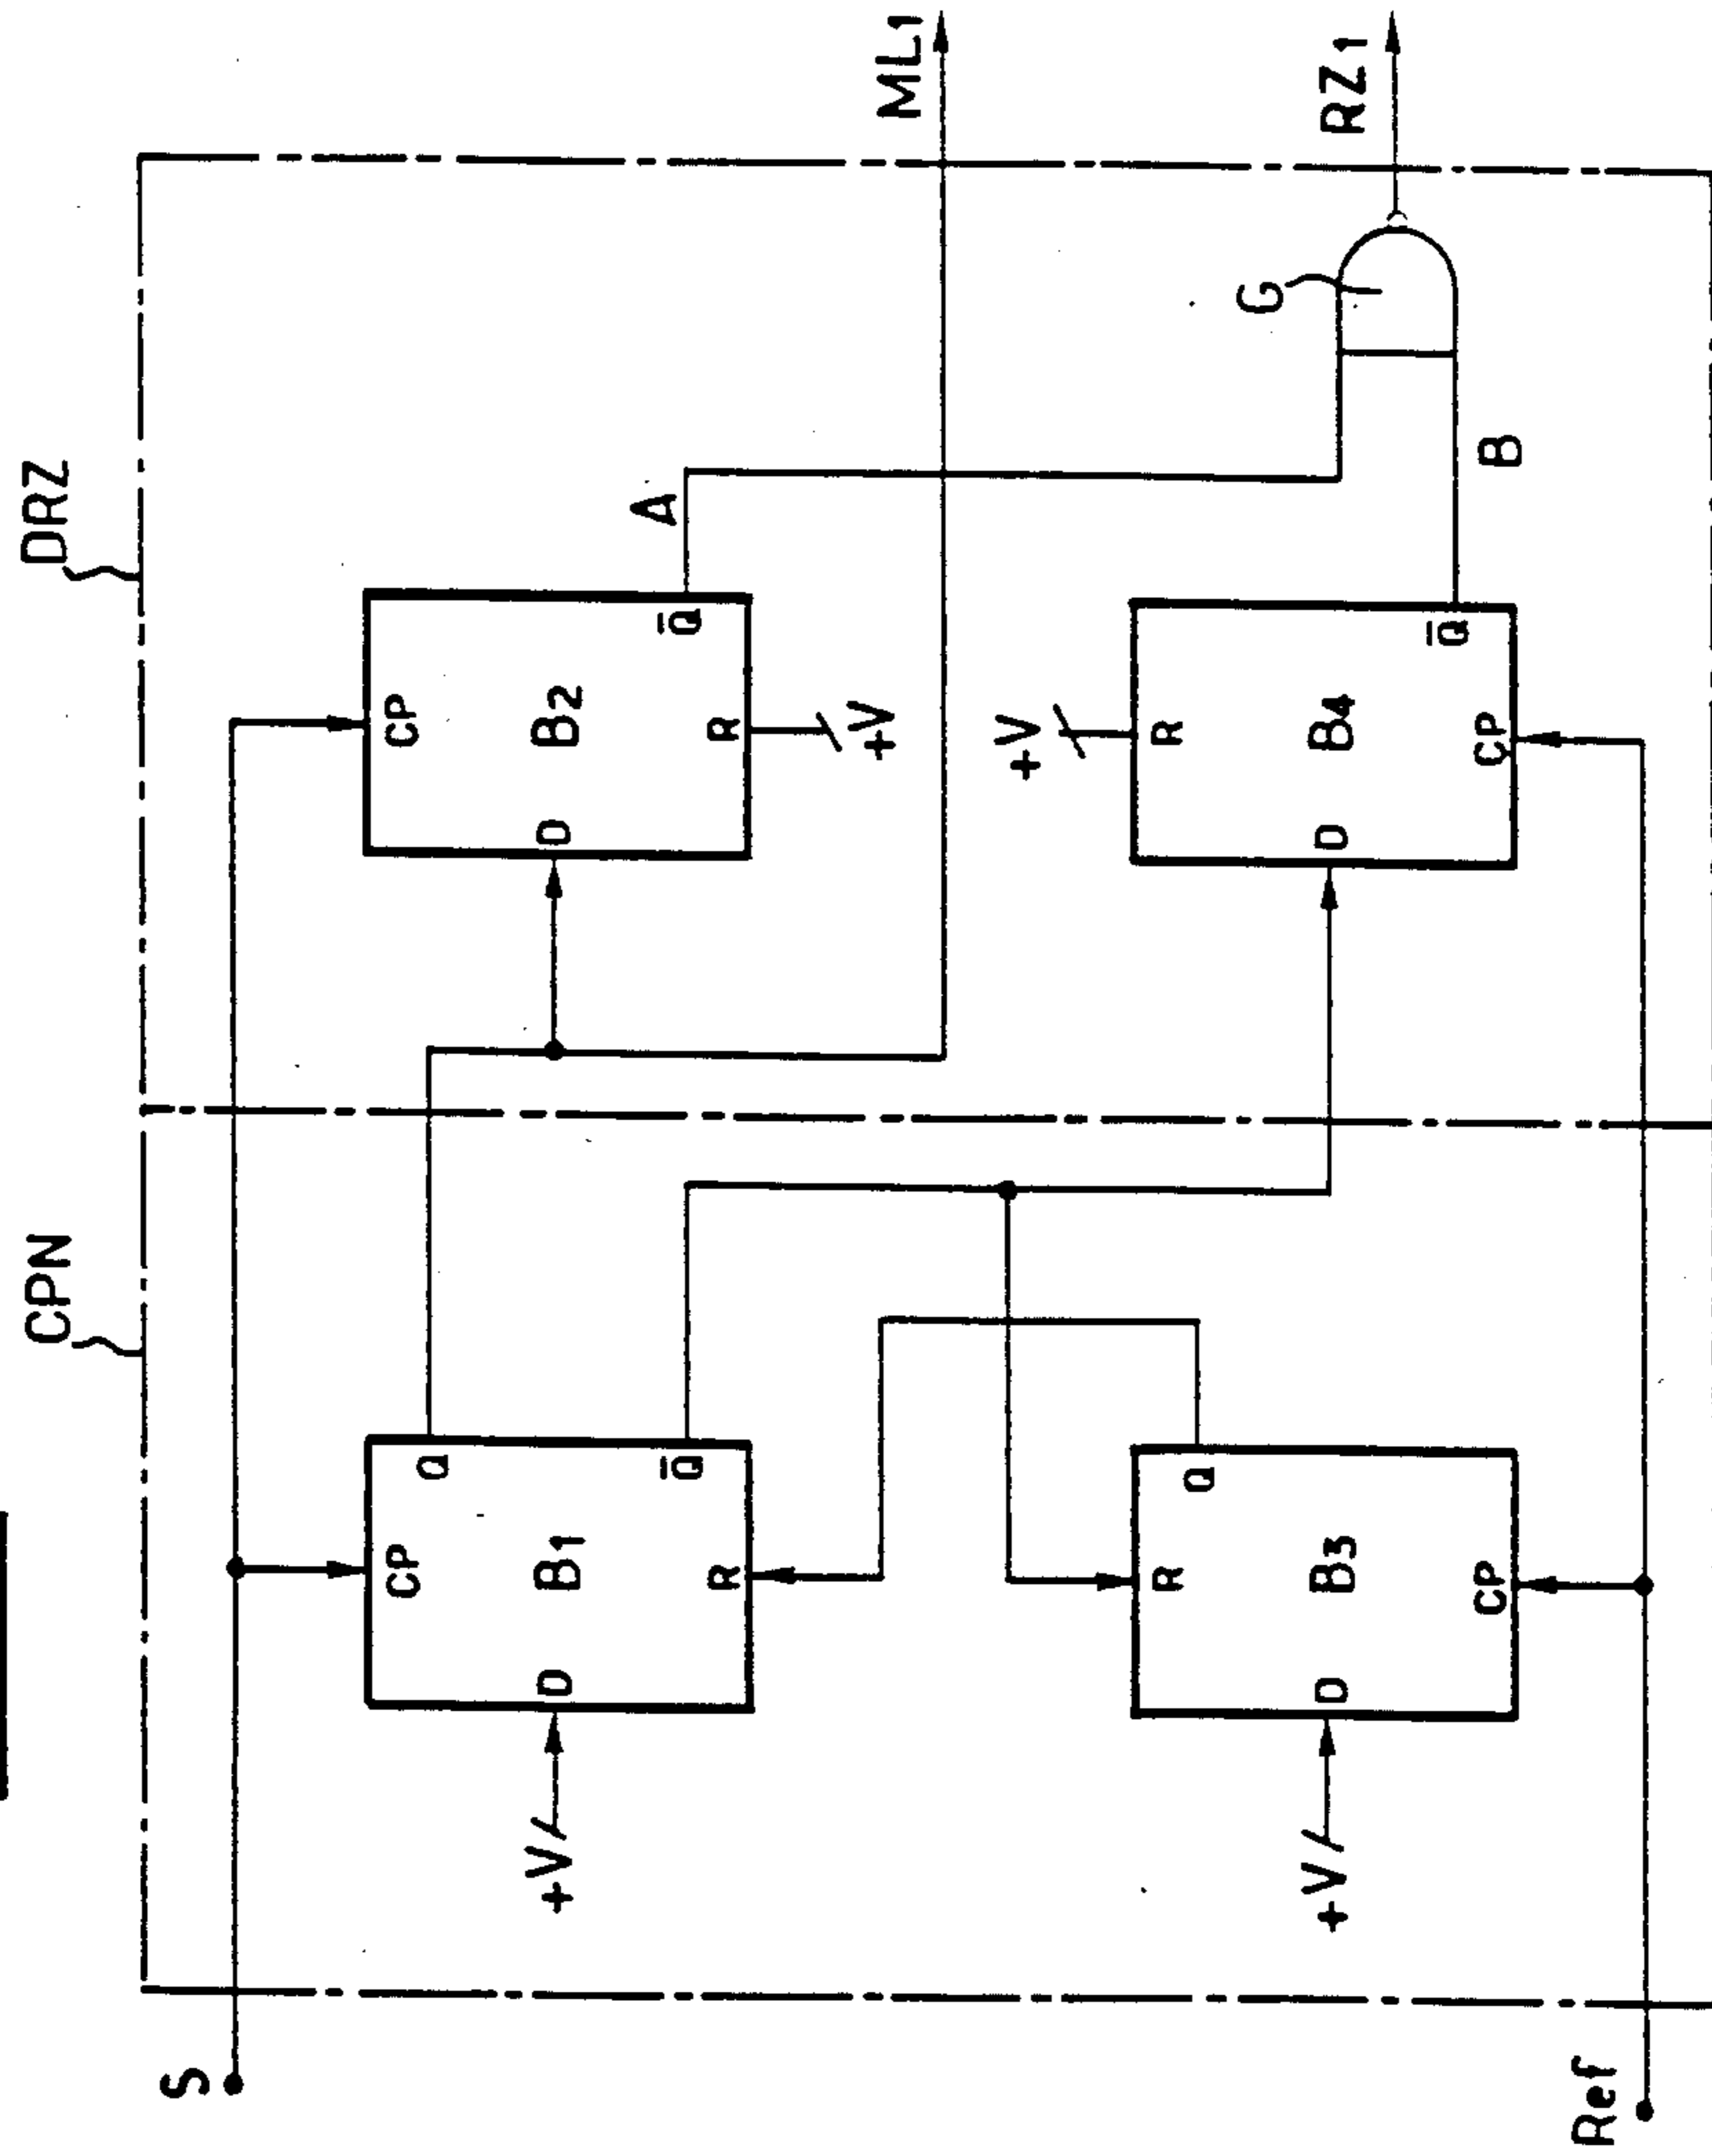 CPN
DRZ
S
CP
Q
B1
D
R
Q̅
+V
CP
B2
D
R
Q̅
+V
A
ML1
+V
R
Q
B3
D
CP
+V
R
B4
D
CP
Q̅
B
G
RZ1
Ref